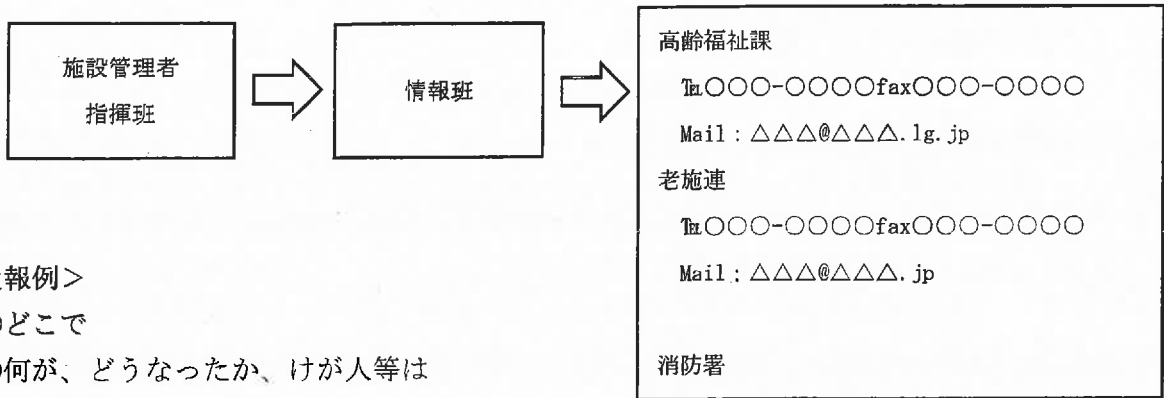 施設管理者
指揮班
情報班
高齢福祉課
℡○○○-○○○○fax○○○-○○○○
Mail：△△△@△△△.lg.jp
老施連
℡○○○-○○○○fax○○○-○○○○
Mail：△△△@△△△.jp
消防署
報例＞
どこで
何が、どうなったか、けが人等は